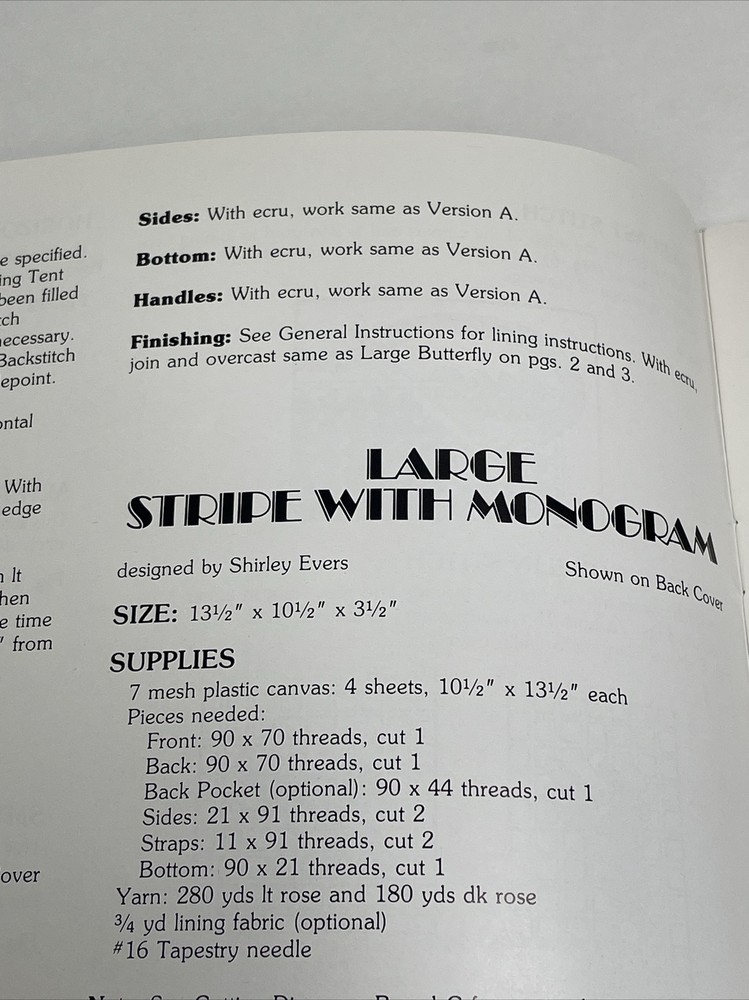 e specified.
ing Tent
been filled
ch
necessary.
Backstitch
epoint.
ontal
With
edge
It
hen
e time
from
over
Sides: With ecru, work same as Version A.
Bottom: With ecru, work same as Version A.
Handles: With ecru, work same as Version A.
Finishing: See General Instructions for lining instructions. With ecru,
join and overcast same as Large Butterfly on pgs. 2 and 3.
LARGE
STRIPE WITH MONOGRAM
designed by Shirley Evers
Shown on Back Cover
SIZE: 13½" x 10½" x 3½"
SUPPLIES
7 mesh plastic canvas: 4 sheets, 10½" x 13½" each
Pieces needed:
Front: 90 x 70 threads, cut 1
Back: 90 x 70 threads, cut 1
Back Pocket (optional): 90 x 44 threads, cut 1
Sides: 21 x 91 threads, cut 2
Straps: 11 x 91 threads, cut 2
Bottom: 90 x 21 threads, cut 1
Yarn: 280 yds lt rose and 180 yds dk rose
¾ yd lining fabric (optional)
#16 Tapestry needle